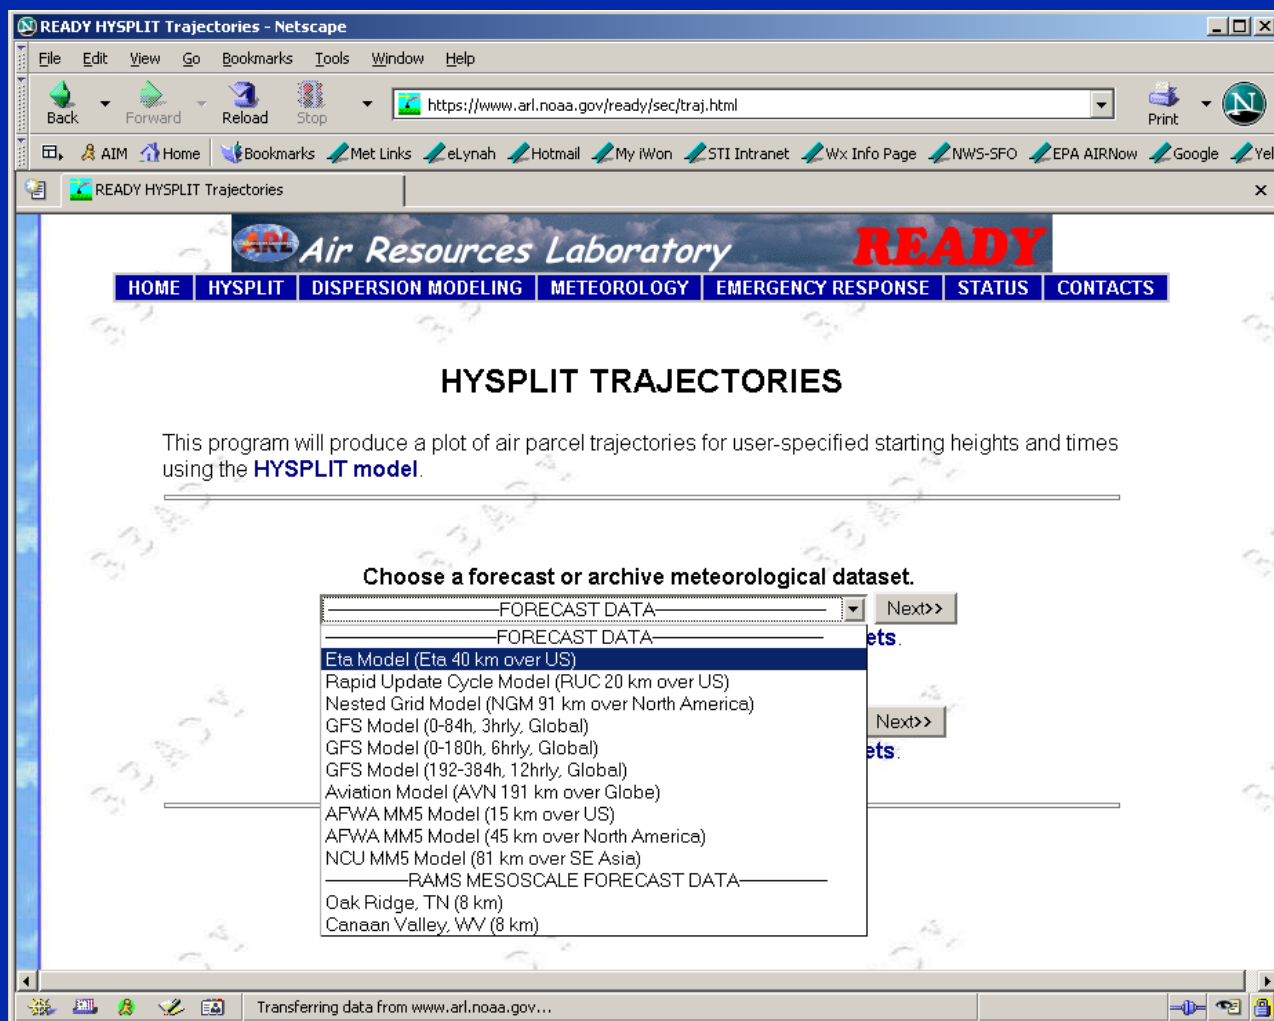 READY HYSPLIT Trajectories - Netscape
File Edit View Go Bookmarks Tools Window Help
Back Forward Reload Stop https://www.arl.noaa.gov/ready/sec/traj.html Print N
AIM Home Bookmarks Met Links eLynah Hotmail My iWon STI Intranet Wx Info Page NWS-SFO EPA AIRNow Google Yel
READY HYSPLIT Trajectories
ARL Air Resources Laboratory READY
HOME HYSPLIT DISPERSION MODELING METEOROLOGY EMERGENCY RESPONSE STATUS CONTACTS
HYSPLIT TRAJECTORIES
This program will produce a plot of air parcel trajectories for user-specified starting heights and times
using the HYSPLIT model.
Choose a forecast or archive meteorological dataset.
FORECAST DATA Next>>
FORECAST DATA ets.
Eta Model (Eta 40 km over US)
Rapid Update Cycle Model (RUC 20 km over US)
Nested Grid Model (NGM 91 km over North America)
GFS Model (0-84h, 3hrly, Global) Next>>
GFS Model (0-180h, 6hrly, Global) ets.
GFS Model (192-384h, 12hrly, Global)
Aviation Model (AVN 191 km over Globe)
AFWA MM5 Model (15 km over US)
AFWA MM5 Model (45 km over North America)
NCU MM5 Model (81 km over SE Asia)
RAMS MESOSCALE FORECAST DATA
Oak Ridge, TN (8 km)
Canaan Valley, WV (8 km)
Transferring data from www.arl.noaa.gov...